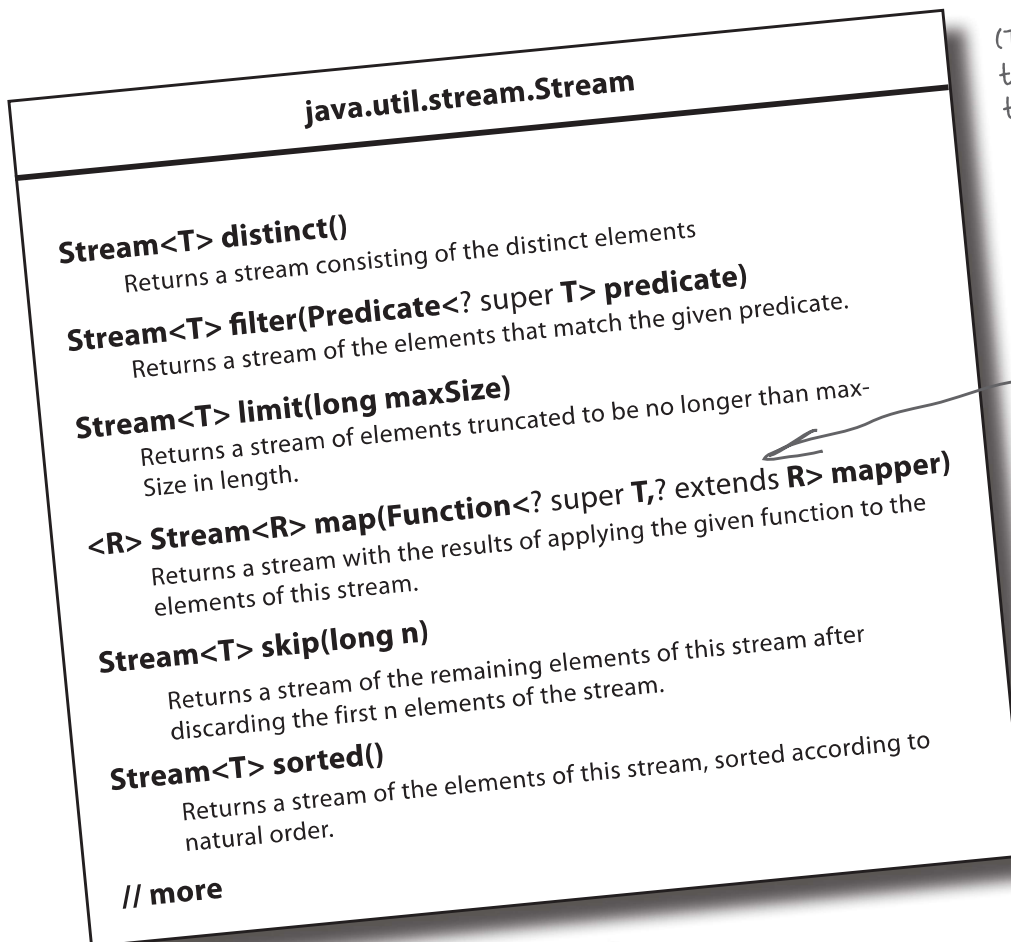 java.util.stream.Stream
Stream<T> distinct()
Returns a stream consisting of the distinct elements
Stream<T> filter(Predicate<? super T> predicate)
Returns a stream of the elements that match the given predicate.
Stream<T> limit(long maxSize)
Returns a stream of elements truncated to be no longer than max-
Size in length.
<R> Stream<R> map(Function<? super T,? extends R> mapper)
Returns a stream with the results of applying the given function to the
elements of this stream.
Stream<T> skip(long n)
Returns a stream of the remaining elements of this stream after
discarding the first n elements of the stream.
Stream<T> sorted()
Returns a stream of the elements of this stream, sorted according to
natural order.
// more